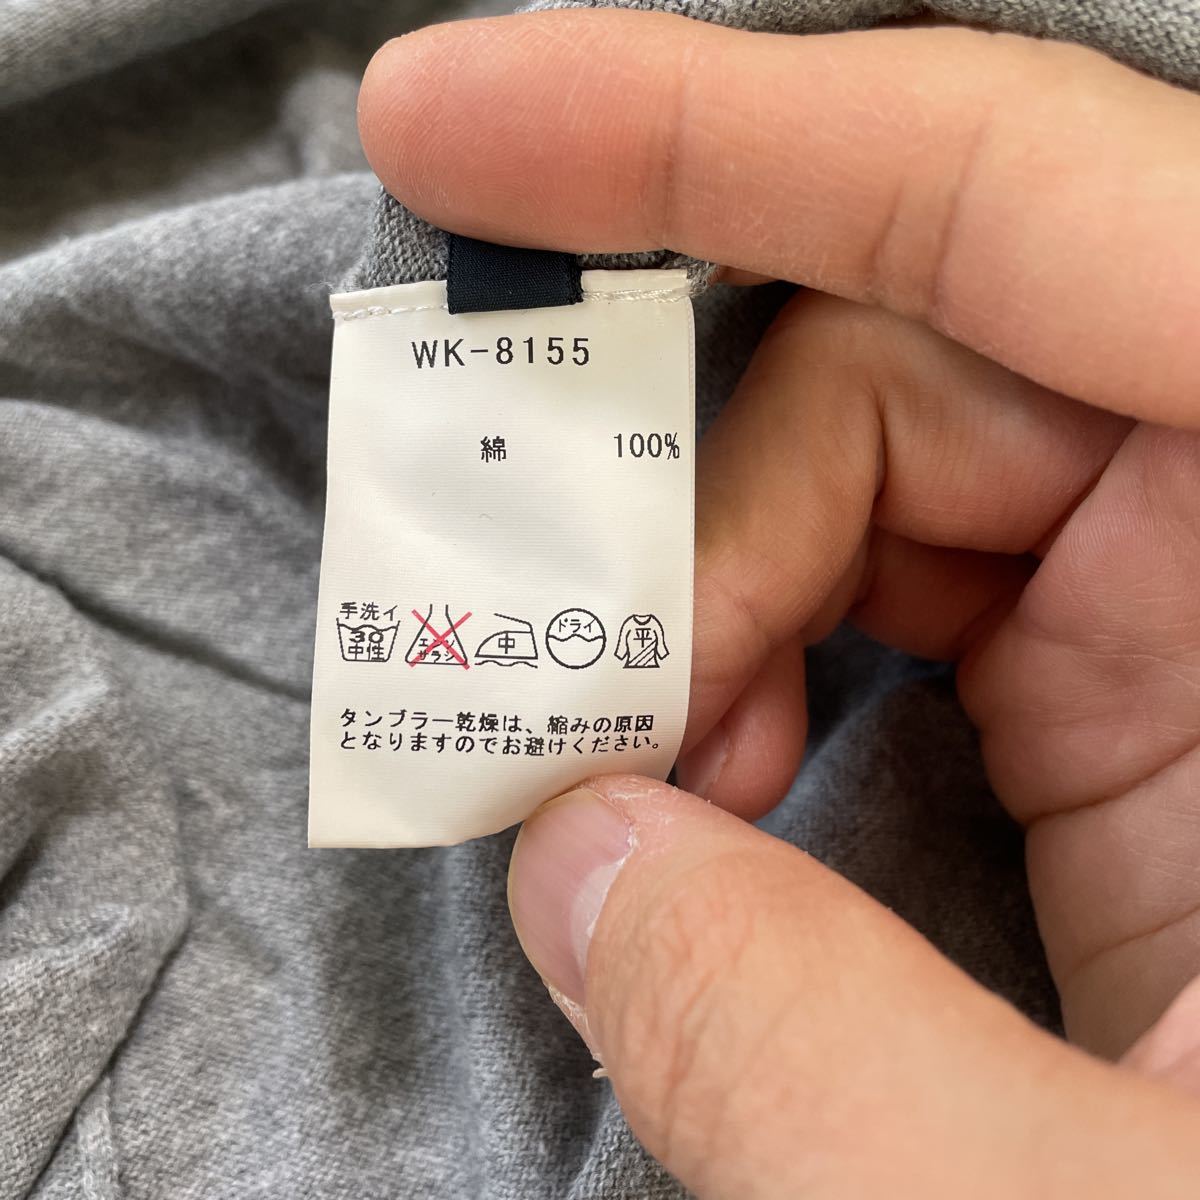 WK-8155
綿 100%
手洗イ
30 中性 エンソ サラシ 中 ドライ 平
タンブラー乾燥は、縮みの原因
となりますのでお避けください。